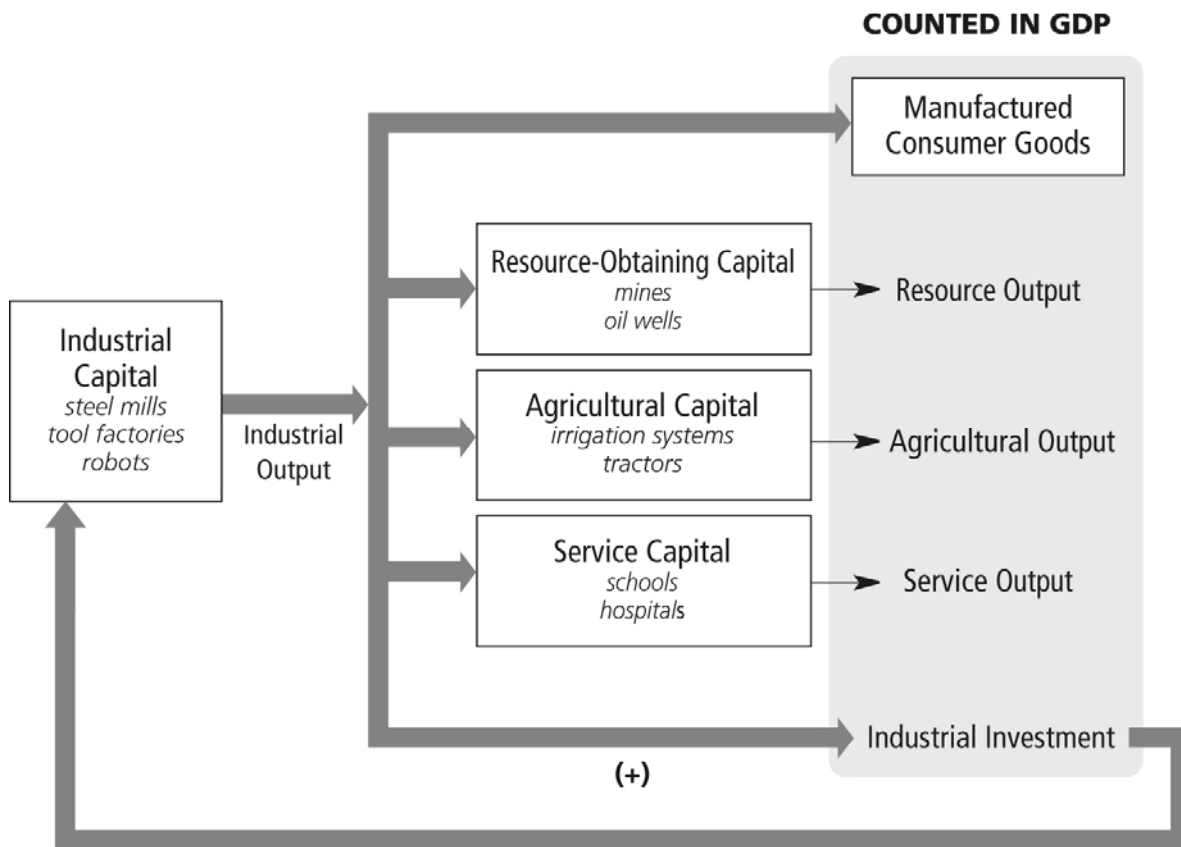 COUNTED IN GDP
Manufactured
Consumer Goods
Resource-Obtaining Capital
mines
oil wells
Resource Output
Industrial
Capital
steel mills
tool factories
robots
Industrial
Output
Agricultural Capital
irrigation systems
tractors
Agricultural Output
Service Capital
schools
hospitals
Service Output
Industrial Investment
(+)